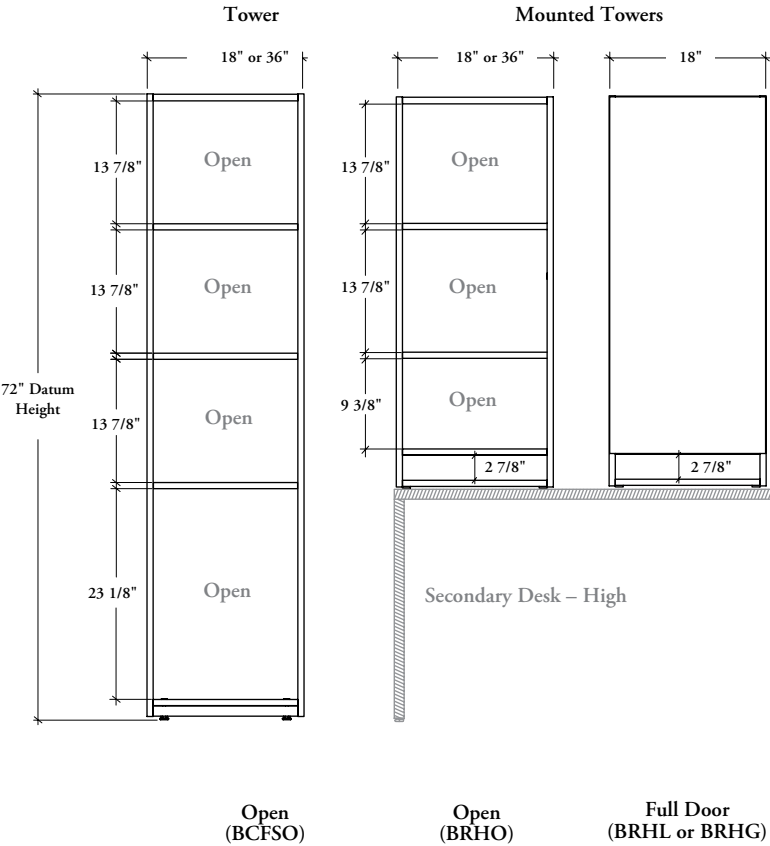 Tower
Mounted Towers
18" or 36"
18" or 36"
18"
13 7/8"
Open
13 7/8"
Open
13 7/8"
Open
13 7/8"
Open
72" Datum
Height
13 7/8"
Open
9 3/8"
Open
2 7/8"
2 7/8"
23 1/8"
Open
Secondary Desk – High
Open
(BCFSO)
Open
(BRHO)
Full Door
(BRHL or BRHG)